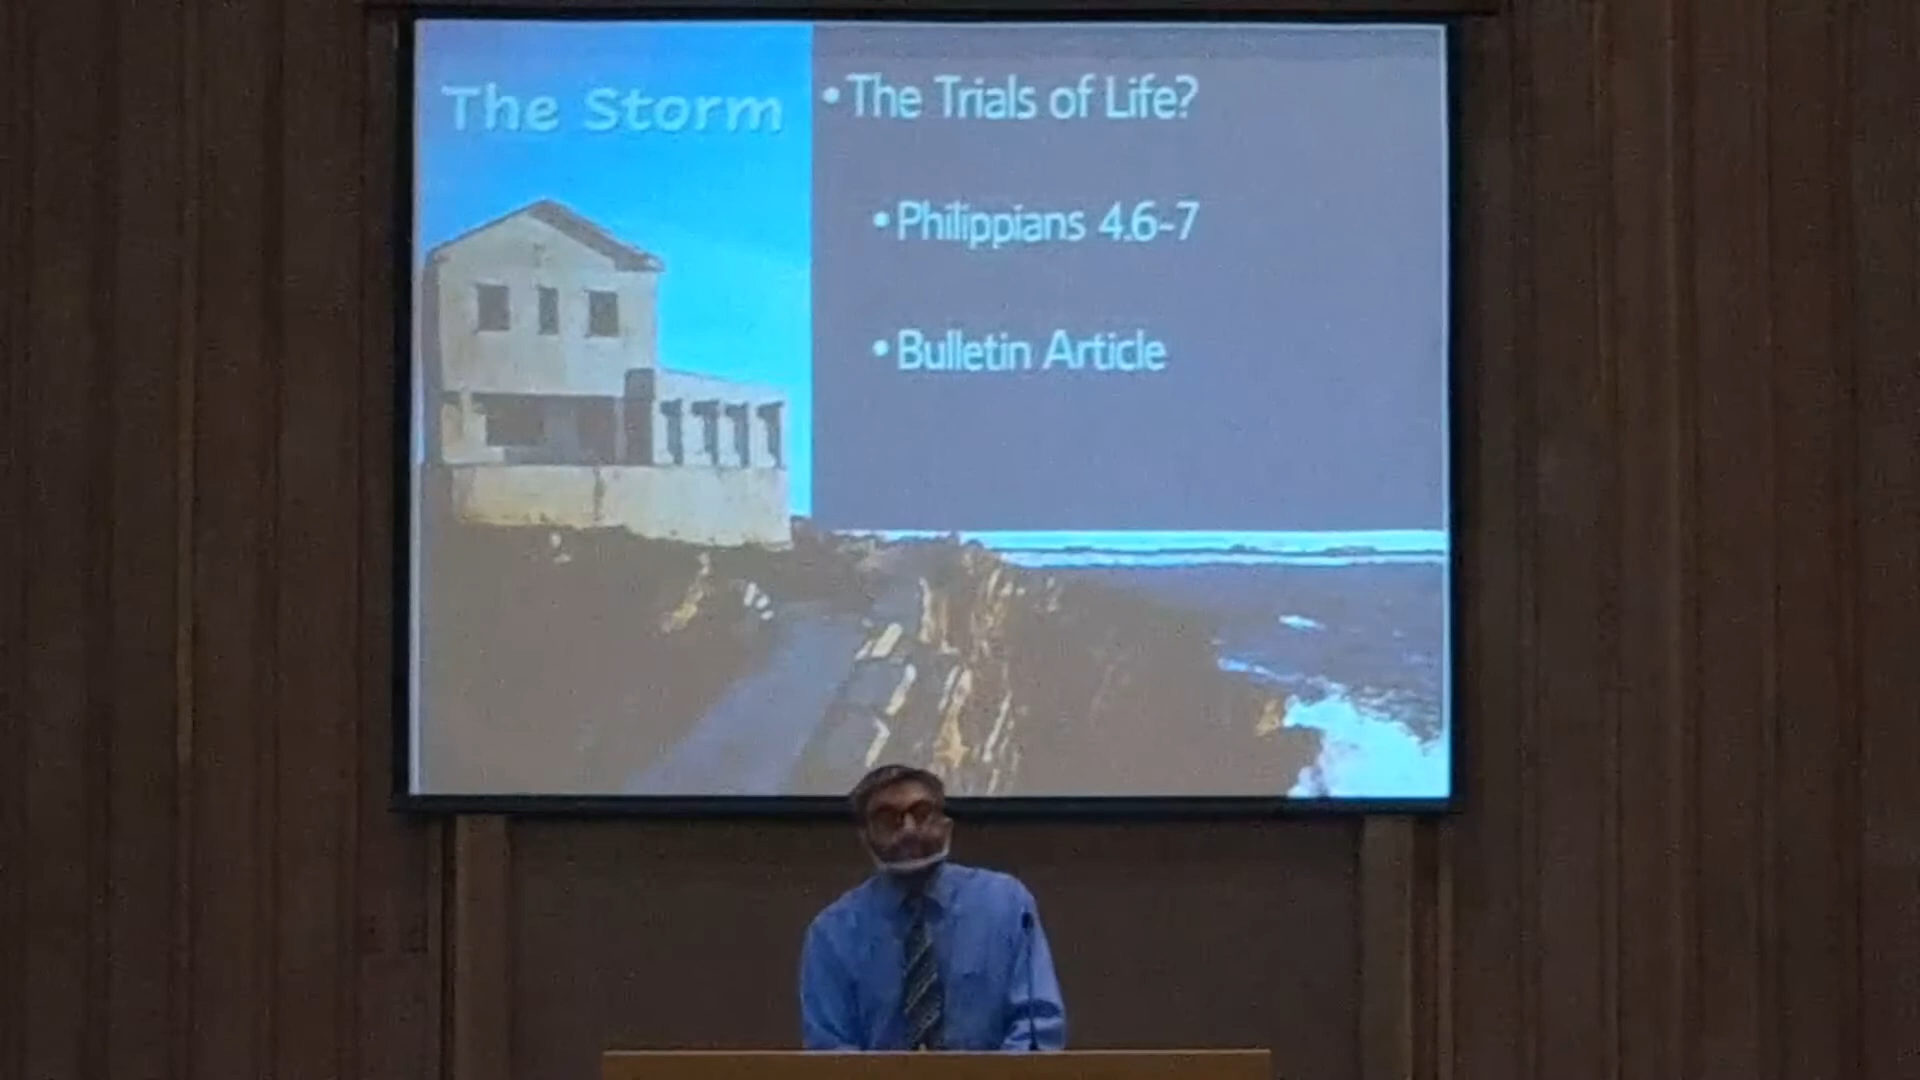 The Storm
• The Trials of Life?
• Philippians 4.6-7
• Bulletin Article